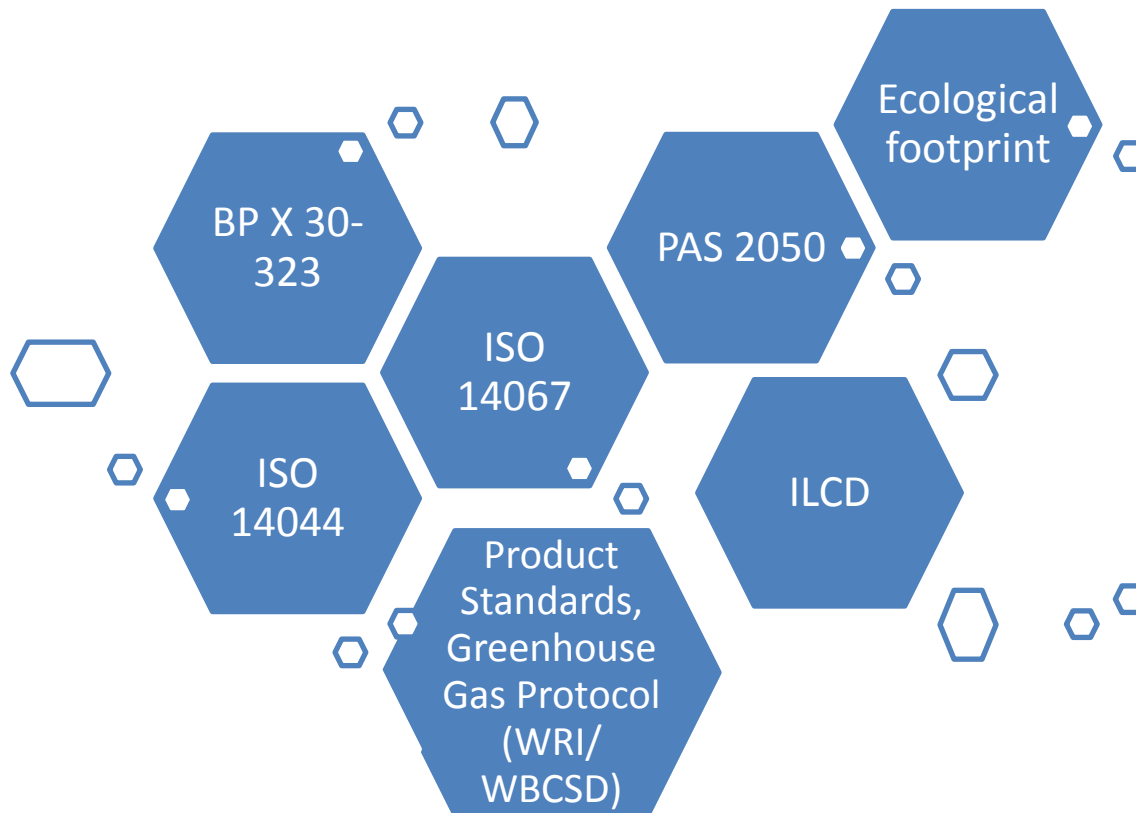 Ecological
footprint
BP X 30-
323
PAS 2050
ISO
14067
ISO
14044
ILCD
Product
Standards,
Greenhouse
Gas Protocol
(WRI/
WBCSD)